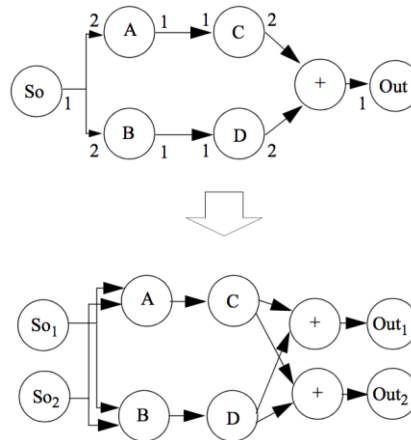 2 A 1 1 C 2
So 1 + 1 Out
2 B 1 1 D 2
A C
So1 + Out1
So2 + Out2
B D